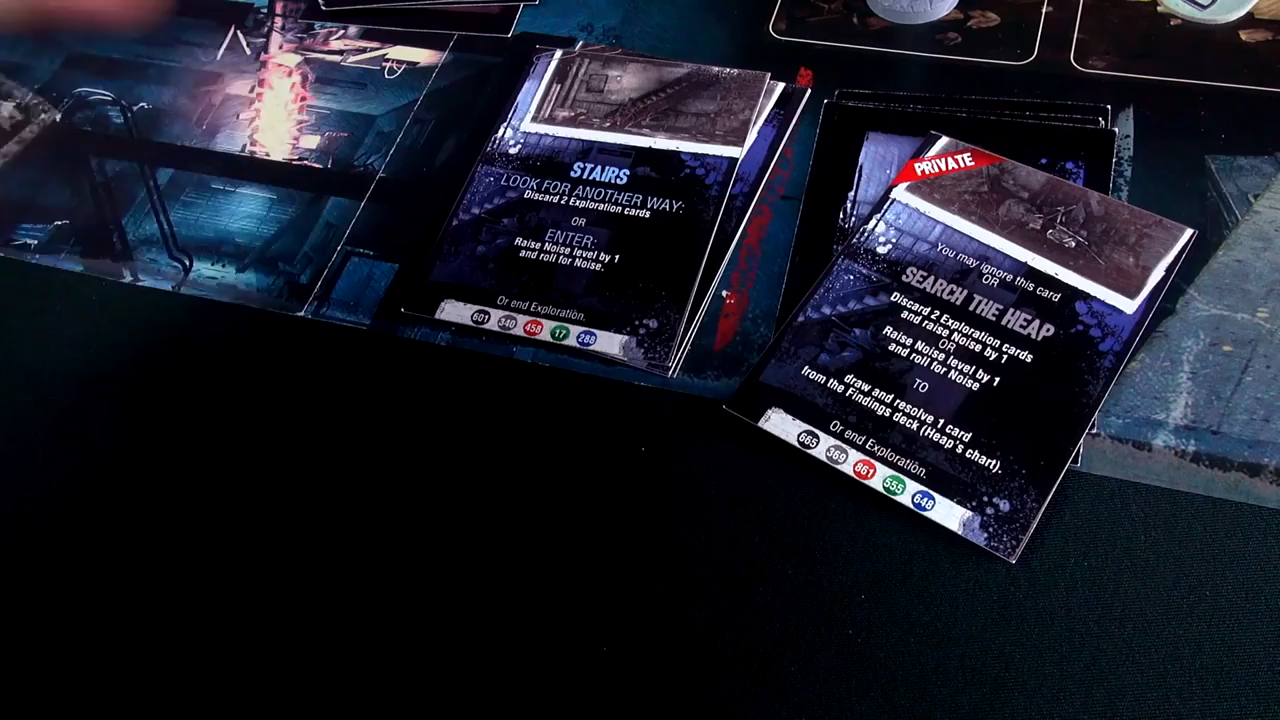 STAIRS
LOOK FOR ANOTHER WAY:
Discard 2 Exploration cards
OR
ENTER:
Raise Noise level by 1
and roll for Noise.
Or end Exploration.
601 340 458 17 288
PRIVATE
You may ignore this card
OR
SEARCH THE HEAP
Discard 2 Exploration cards
and raise Noise by 1
OR
Raise Noise level by 1
and roll for Noise
TO
draw and resolve 1 card
from the Findings deck (Heap's chart).
Or end Exploration.
665 369 861 555 648